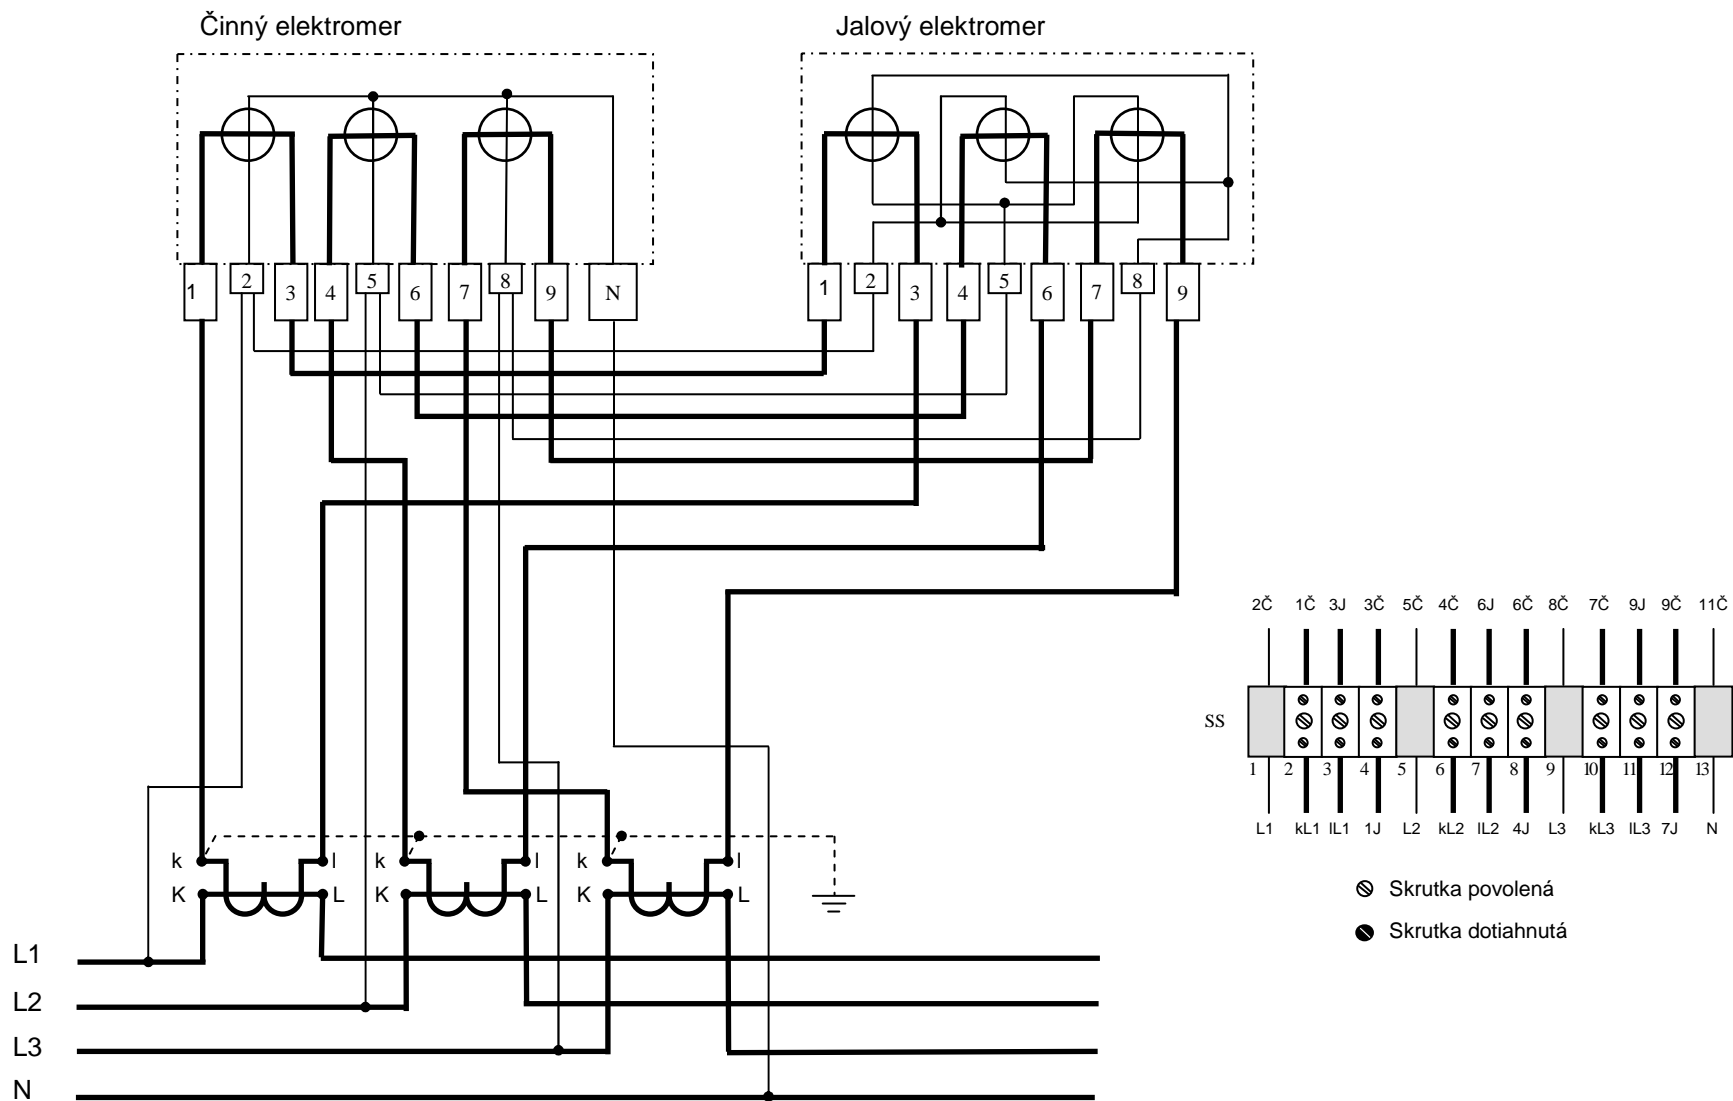 Činný elektromer Jalový elektromer
1 2 3 4 5 6 7 8 9 N 1 2 3 4 5 6 7 8 9
2Č 1Č 3J 3Č 5Č 4Č 6J 6Č 8Č 7Č 9J 9Č 11Č
SS
1 2 3 4 5 6 7 8 9 10 11 12 13
L1 kL1 lL1 1J L2 kL2 lL2 4J L3 kL3 lL3 7J N
k l k l k l
K L K L K L
Skrutka povolená
Skrutka dotiahnutá
L1
L2
L3
N